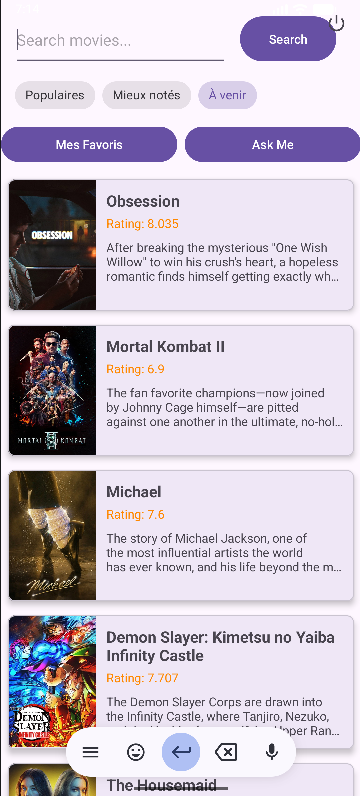 Search movies...
Search
Populaires
Mieux notés
À venir
Mes Favoris
Ask Me
OBSESSION
Obsession
Rating: 8.035
After breaking the mysterious "One Wish
Willow" to win his crush's heart, a hopeless
romantic finds himself getting exactly wh...
MORTAL KOMBAT
Mortal Kombat II
Rating: 6.9
The fan favorite champions—now joined
by Johnny Cage himself—are pitted
against one another in the ultimate, no-hol...
Michael
Michael
Rating: 7.6
The story of Michael Jackson, one of
the most influential artists the world
has ever known, and his life beyond the m...
DEMON
SLAYER
INFINITY CASTLE
Demon Slayer: Kimetsu no Yaiba
Infinity Castle
Rating: 7.707
The Demon Slayer Corps are drawn into
the Infinity Castle, where Tanjiro, Nezuko,
Upper Ran...
The Housemaid